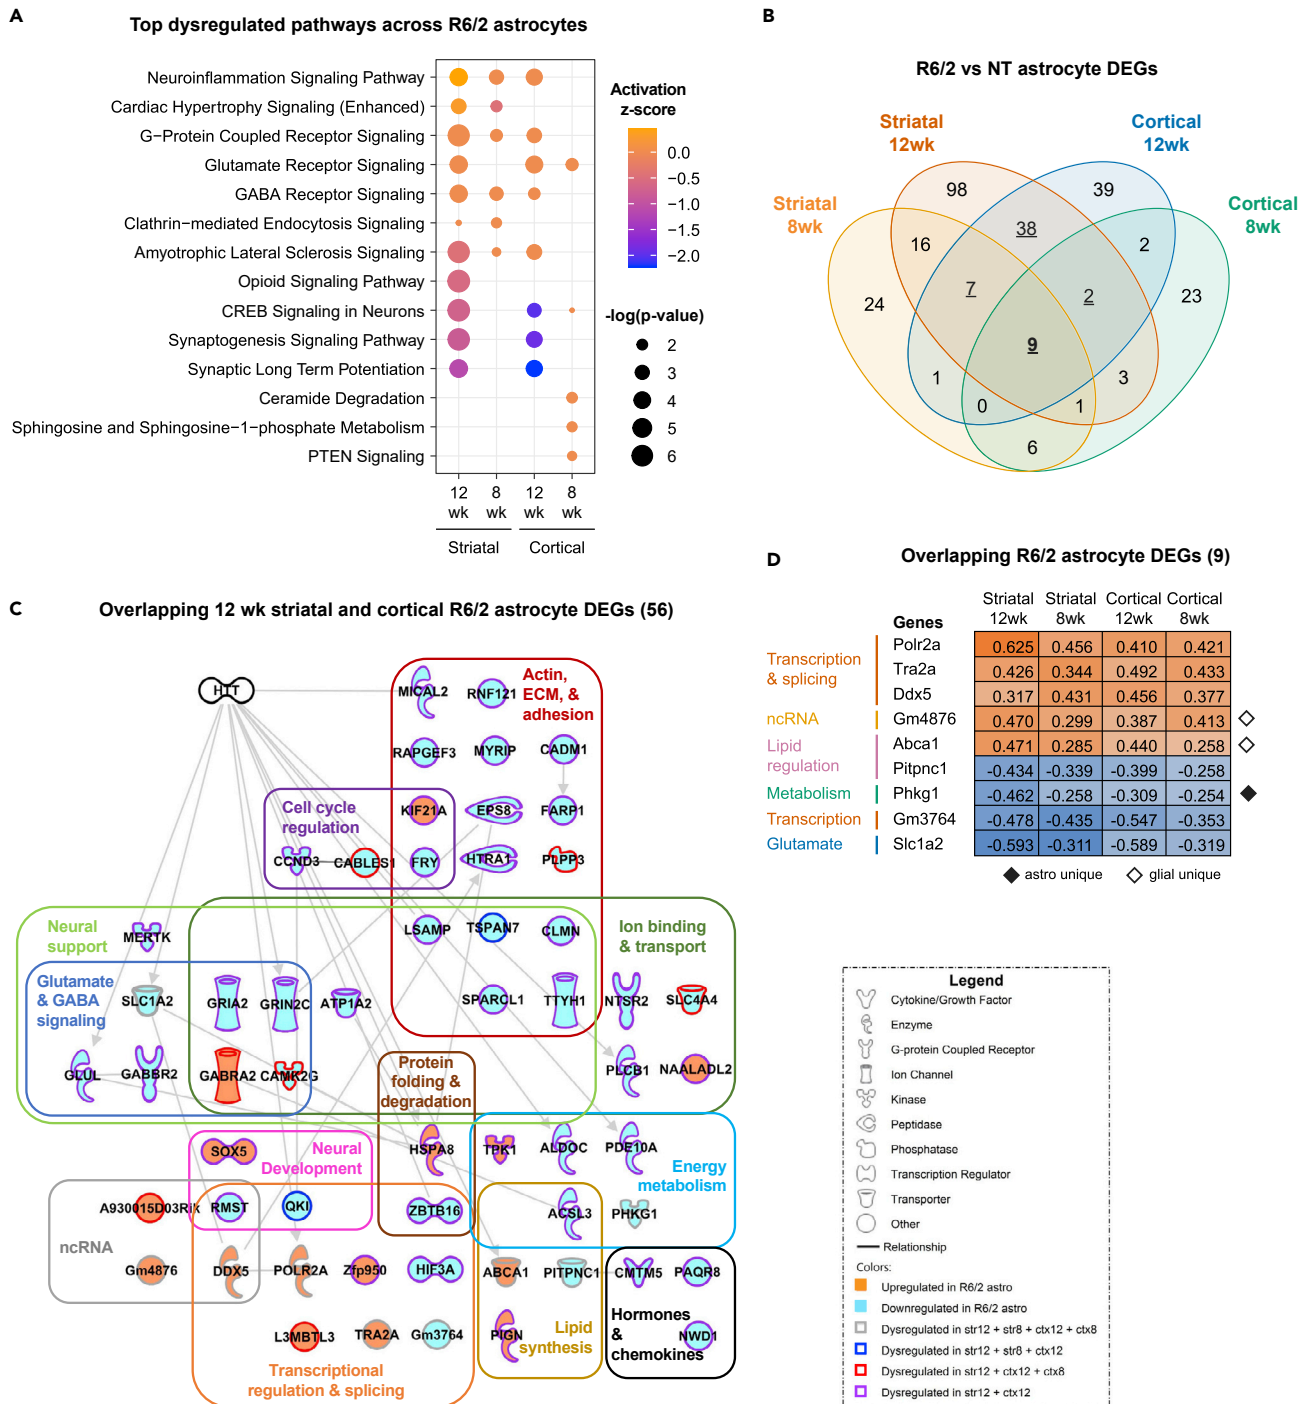 A
Top dysregulated pathways across R6/2 astrocytes
Neuroinflammation Signaling Pathway
Cardiac Hypertrophy Signaling (Enhanced)
G−Protein Coupled Receptor Signaling
Glutamate Receptor Signaling
GABA Receptor Signaling
Clathrin−mediated Endocytosis Signaling
Amyotrophic Lateral Sclerosis Signaling
Opioid Signaling Pathway
CREB Signaling in Neurons
Synaptogenesis Signaling Pathway
Synaptic Long Term Potentiation
Ceramide Degradation
Sphingosine and Sphingosine−1−phosphate Metabolism
PTEN Signaling
12 8 12 8
wk wk wk wk
Striatal Cortical
Activation
z-score
0.0
−0.5
−1.0
−1.5
−2.0
-log(p-value)
2
3
4
5
6
B
R6/2 vs NT astrocyte DEGs
Striatal
12wk
Cortical
12wk
Striatal
8wk
Cortical
8wk
98 39
38
16 2
7 2
24 23
9
1 3
0 1
6
C
Overlapping 12 wk striatal and cortical R6/2 astrocyte DEGs (56)
HTT
MICAL2 RNF121
Actin,
ECM, &
adhesion
RAPGEF3 MYRIP CADM1
Cell cycle
regulation
KIF21A EPS8 FARP1
CCND3 CABLES1 FRY HTRA1 PLPP3
Neural
support
MERTK
LSAMP TSPAN7 CLMN
Ion binding
& transport
Glutamate
& GABA
signaling
SLC1A2 GRIA2 GRIN2C ATP1A2 SPARCL1 TTYH1 NTSR2 SLC4A4
GLUL GABBR2 GABRA2 CAMK2G
Protein
folding &
degradation
PLCB1 NAALADL2
SOX5
Neural
Development
HSPA8 TPK1 ALDOC PDE10A
Energy
metabolism
A930015D03Rik RMST QKI ZBTB16 ACSL3 PHKG1
ncRNA
Gm4876 DDX5 POLR2A Zfp950 HIF3A ABCA1 PITPNC1 CMTM5 PAQR8
L3MBTL3 TRA2A Gm3764 PIGN
Lipid
synthesis
Hormones
&
chemokines
NWD1
Transcriptional
regulation & splicing
D
Overlapping R6/2 astrocyte DEGs (9)
Genes
Striatal Striatal Cortical Cortical
12wk 8wk 12wk 8wk
Transcription
& splicing
Polr2a 0.625 0.456 0.410 0.421
Tra2a 0.426 0.344 0.492 0.433
Ddx5 0.317 0.431 0.456 0.377
ncRNA Gm4876 0.470 0.299 0.387 0.413
Lipid
regulation
Abca1 0.471 0.285 0.440 0.258
Pitpnc1 -0.434 -0.339 -0.399 -0.258
Metabolism Phkg1 -0.462 -0.258 -0.309 -0.254
Transcription Gm3764 -0.478 -0.435 -0.547 -0.353
Glutamate Slc1a2 -0.593 -0.311 -0.589 -0.319
astro unique glial unique
Legend
Cytokine/Growth Factor
Enzyme
G-protein Coupled Receptor
Ion Channel
Kinase
Peptidase
Phosphatase
Transcription Regulator
Transporter
Other
Relationship
Colors:
Upregulated in R6/2 astro
Downregulated in R6/2 astro
Dysregulated in str12 + str8 + ctx12 + ctx8
Dysregulated in str12 + str8 + ctx12
Dysregulated in str12 + ctx12 + ctx8
Dysregulated in str12 + ctx12